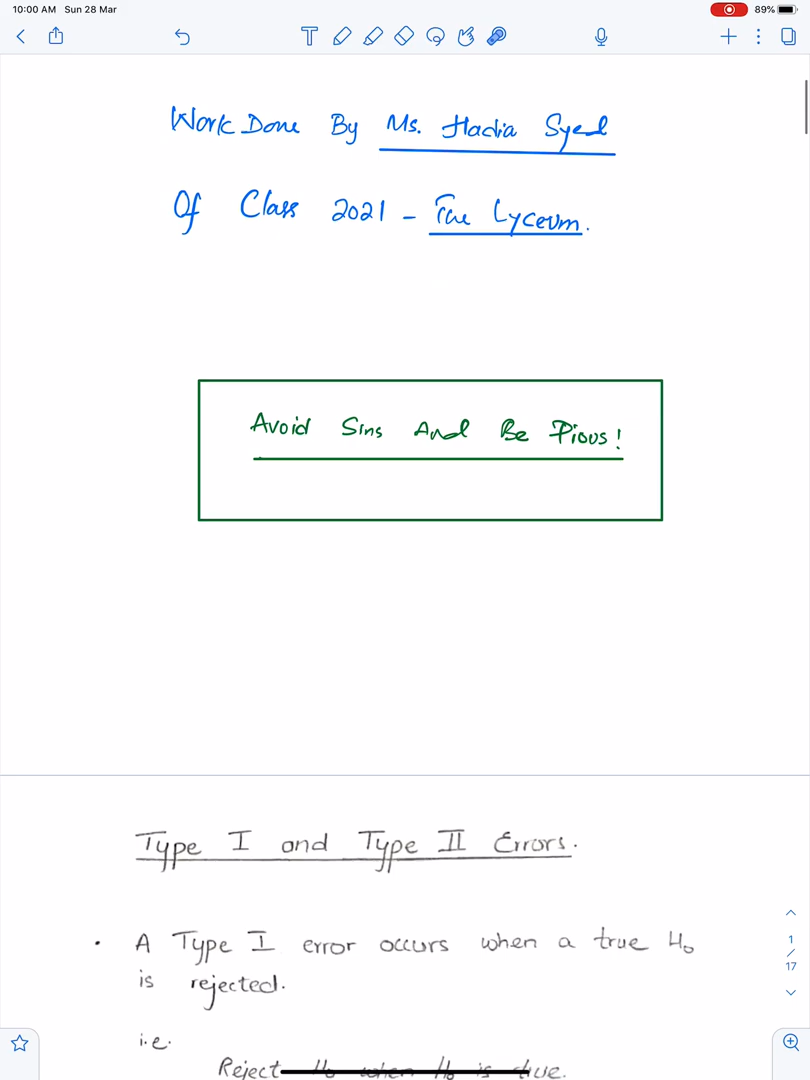 10:00 AM Sun 28 Mar
89%
Work Done By Ms. Hadia Syed
Of Class 2021 - The Lyceum.
Avoid Sins And Be Pious!
Type I and Type II Errors.
• A Type I error occurs when a true H₀
is rejected.
i.e.
Reject H₀ when H₀ is true.
1
/
17